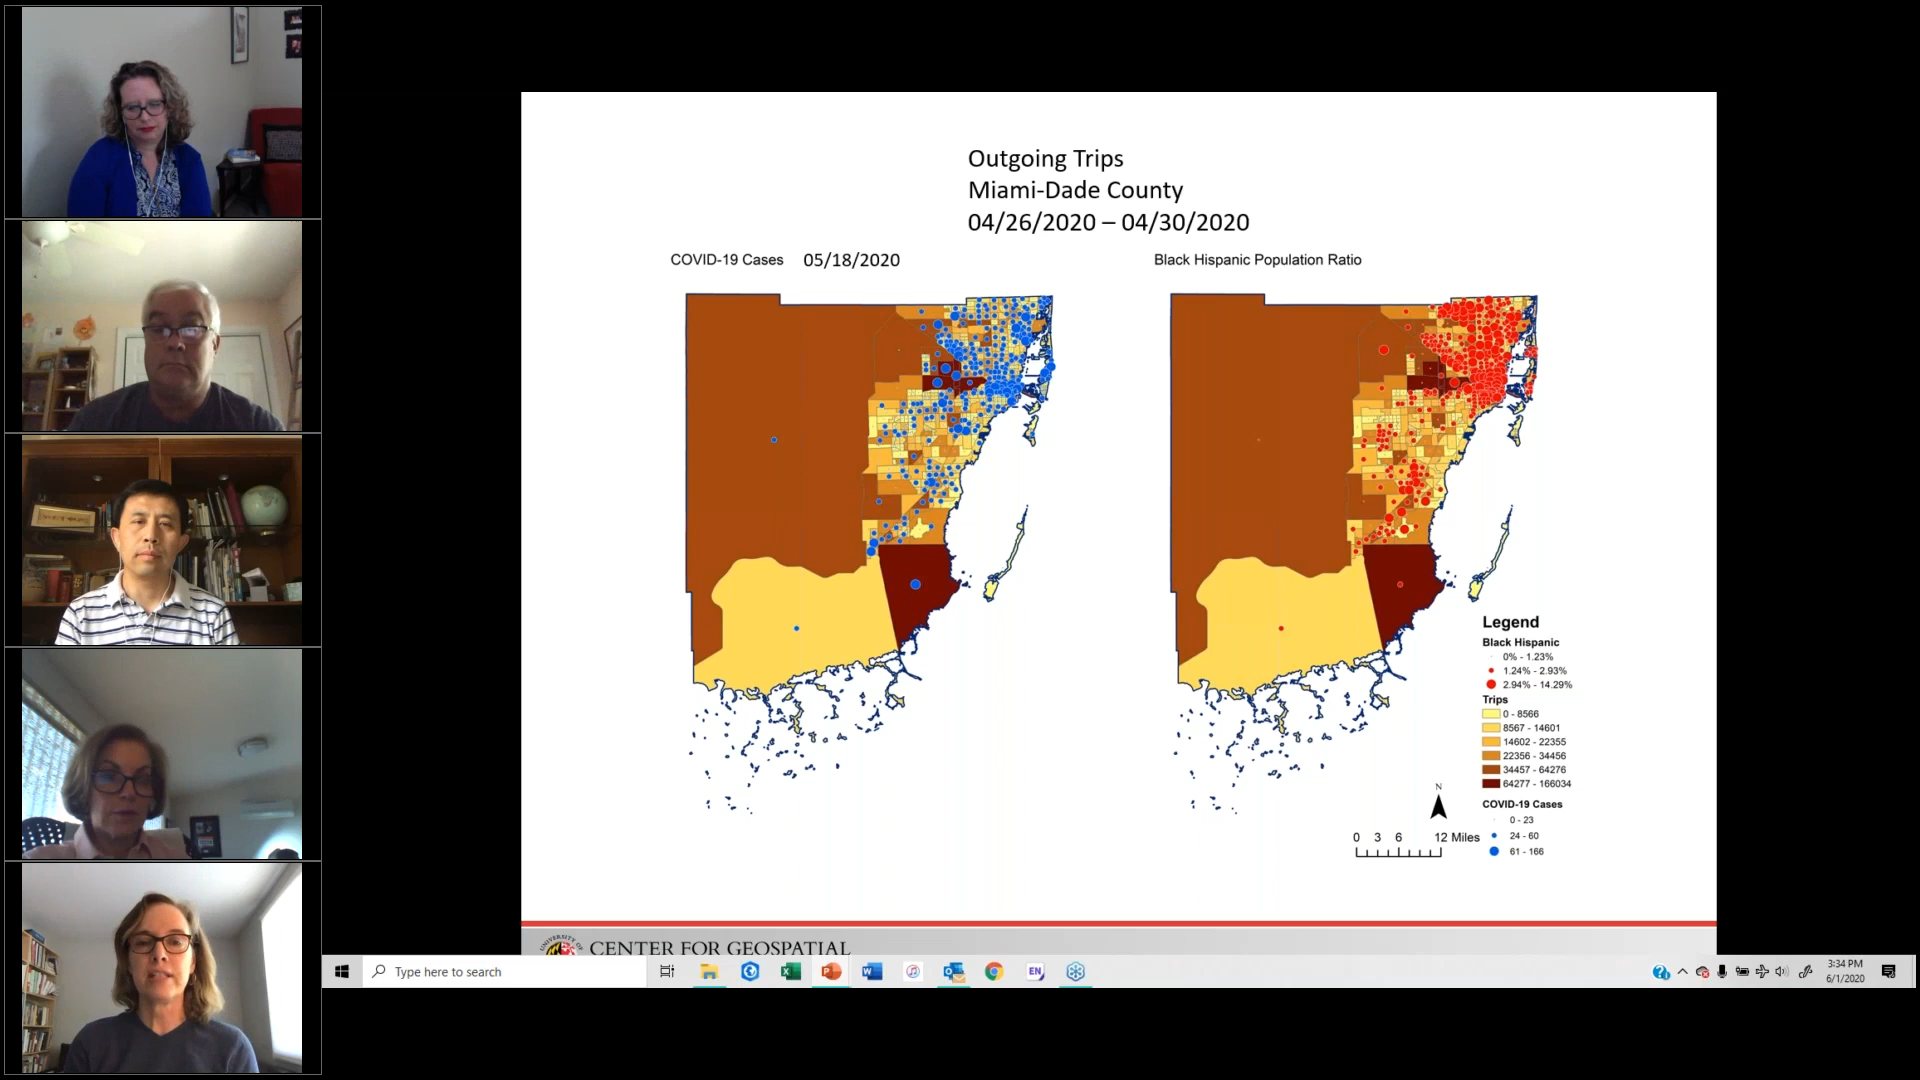 Outgoing Trips
Miami-Dade County
04/26/2020 – 04/30/2020
COVID-19 Cases 05/18/2020
Black Hispanic Population Ratio
Legend
Black Hispanic
0% - 1.23%
1.24% - 2.93%
2.94% - 14.29%
Trips
0 - 8566
8567 - 14601
14602 - 22355
22356 - 34456
34457 - 64276
64277 - 166034
COVID-19 Cases
0 - 23
24 - 60
61 - 166
N
0 3 6 12 Miles
UNIVERSITY OF
CENTER FOR GEOSPATIAL
Type here to search
EN
3:34 PM
6/1/2020